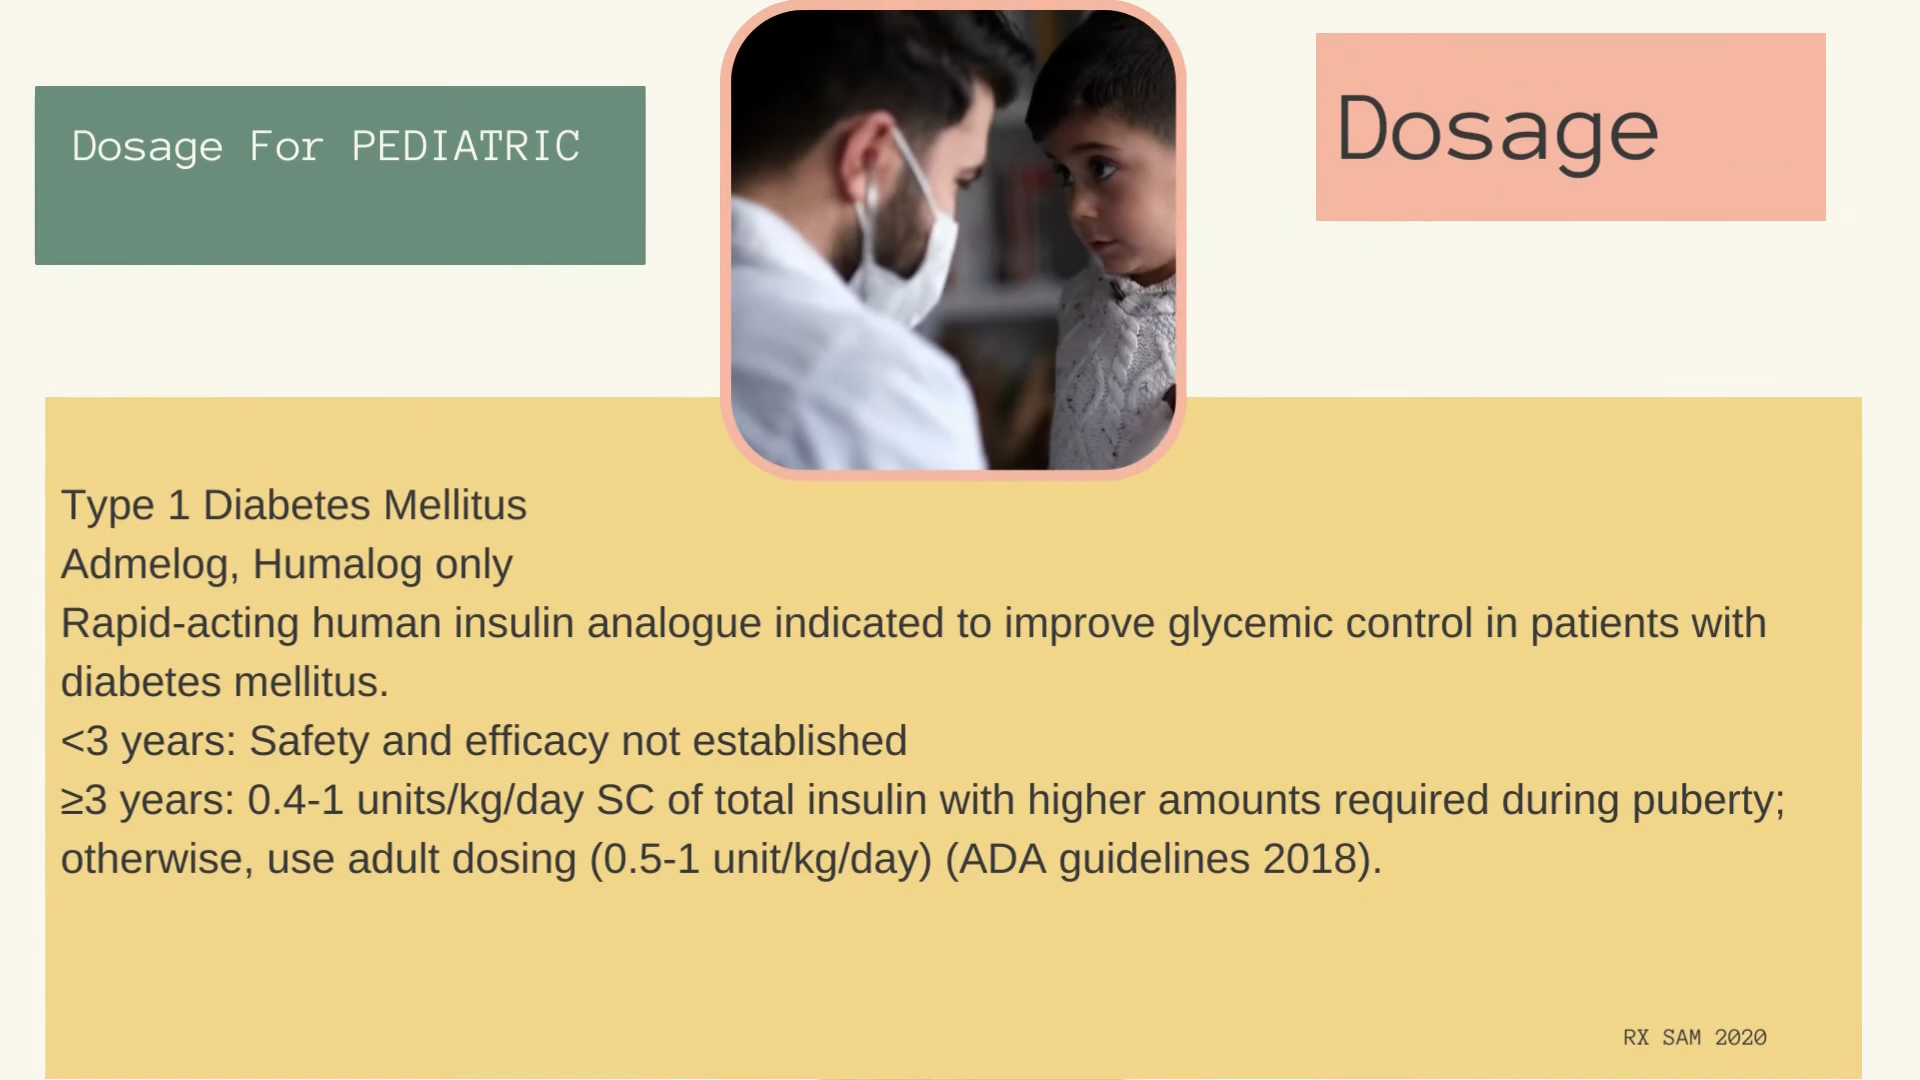 Dosage For PEDIATRIC
Dosage
Type 1 Diabetes Mellitus
Admelog, Humalog only
Rapid-acting human insulin analogue indicated to improve glycemic control in patients with
diabetes mellitus.
<3 years: Safety and efficacy not established
≥3 years: 0.4-1 units/kg/day SC of total insulin with higher amounts required during puberty;
otherwise, use adult dosing (0.5-1 unit/kg/day) (ADA guidelines 2018).
RX SAM 2020